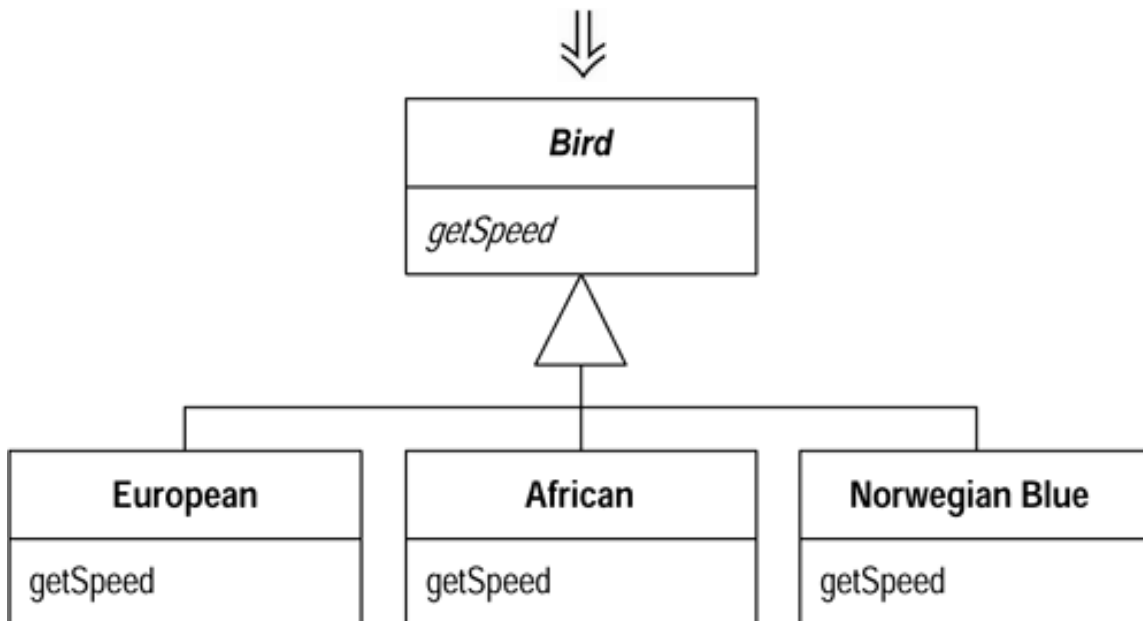 Bird
getSpeed
European
African
Norwegian Blue
getSpeed
getSpeed
getSpeed